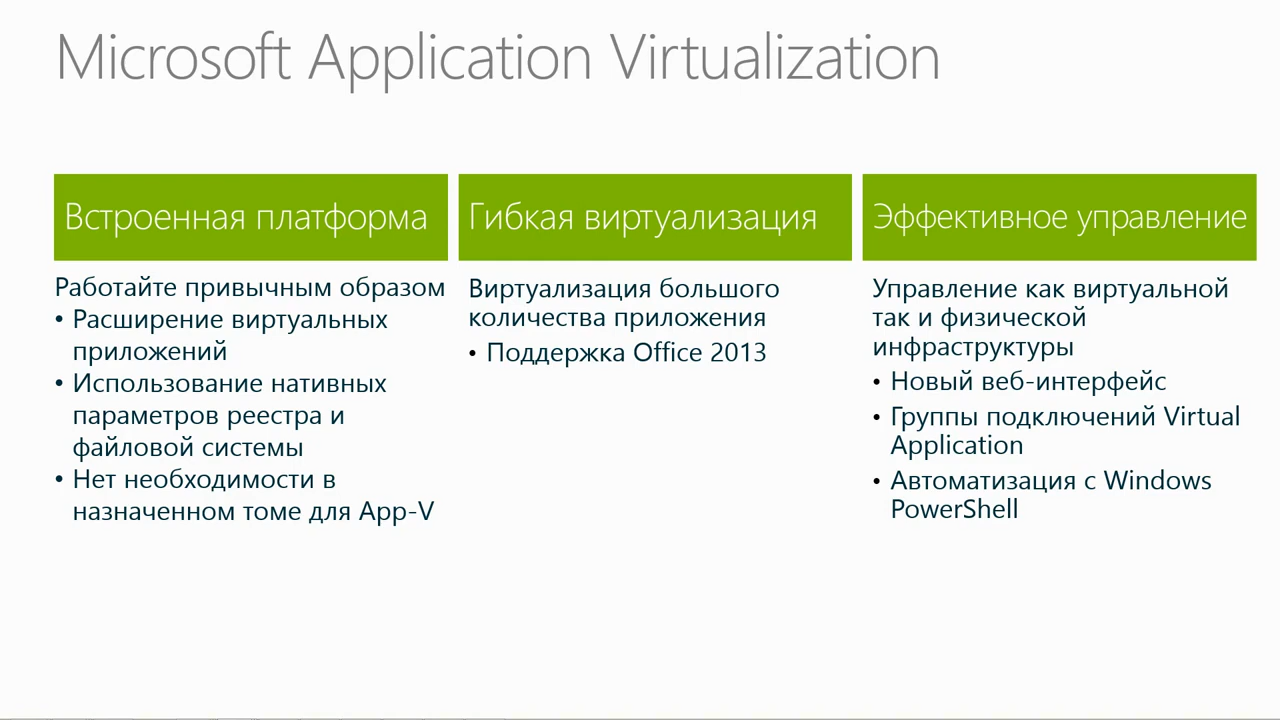 Microsoft Application Virtualization
Встроенная платформа
Работайте привычным образом
• Расширение виртуальных
приложений
• Использование нативных
параметров реестра и
файловой системы
• Нет необходимости в
назначенном томе для App-V
Гибкая виртуализация
Виртуализация большого
количества приложения
• Поддержка Office 2013
Эффективное управление
Управление как виртуальной
так и физической
инфраструктуры
• Новый веб-интерфейс
• Группы подключений Virtual
Application
• Автоматизация с Windows
PowerShell